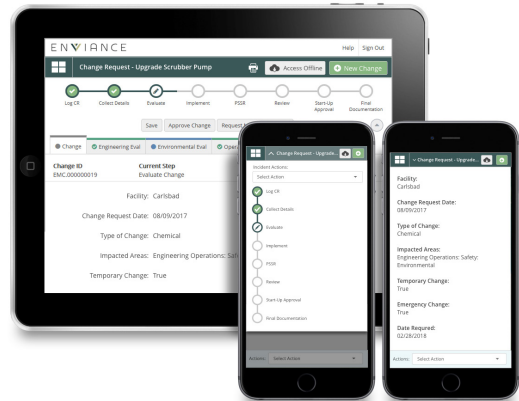 ENVIANCE
Help Sign Out
Change Request - Upgrade Scrubber Pump
Access Offline
New Change
Log CR
Collect Details
Evaluate
Implement
PSSR
Review
Start-Up Approval
Final Documentation
Save
Approve Change
Request
Change
Engineering Eval
Environmental Eval
Change ID
EMC.000000019
Current Step
Evaluate Change
Facility: Carlsbad
Change Request Date: 08/09/2017
Type of Change: Chemical
Impacted Areas: Engineering Operations: Safe
Temporary Change: True
Change Request - Upgrade...
Incident Actions:
Select Action
Log CR
Collect Details
Evaluate
Implement
PSSR
Review
Start-Up Approval
Final Documentation
Actions: Select Action
Change Request - Upgrade...
Facility:
Carlsbad
Change Request Date:
08/09/2017
Type of Change:
Chemical
Impacted Areas:
Engineering Operations: Safety:
Environmental
Temporary Change:
True
Emergency Change:
True
Date Requred:
02/28/2018
Actions: Select Action